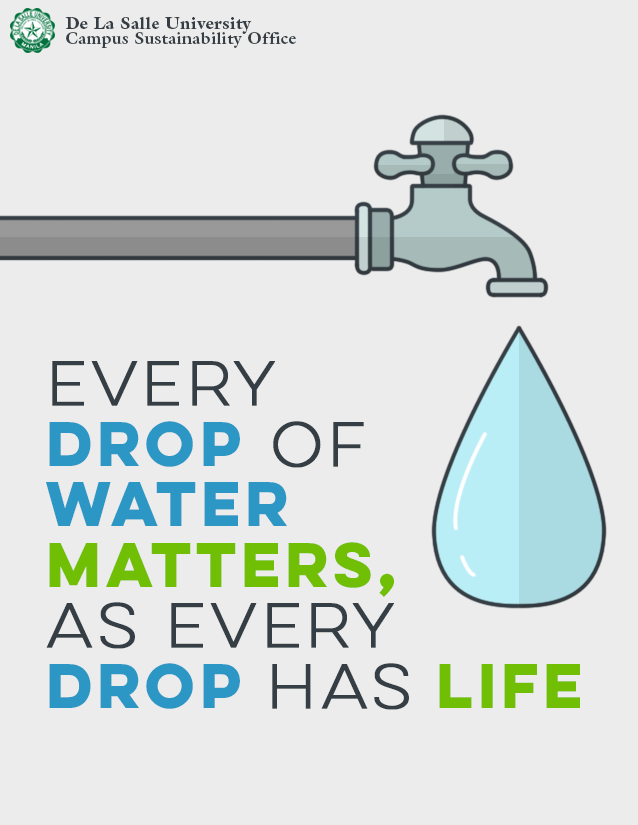 De La Salle University
Campus Sustainability Office
EVERY
DROP OF
WATER
MATTERS,
AS EVERY
DROP HAS LIFE